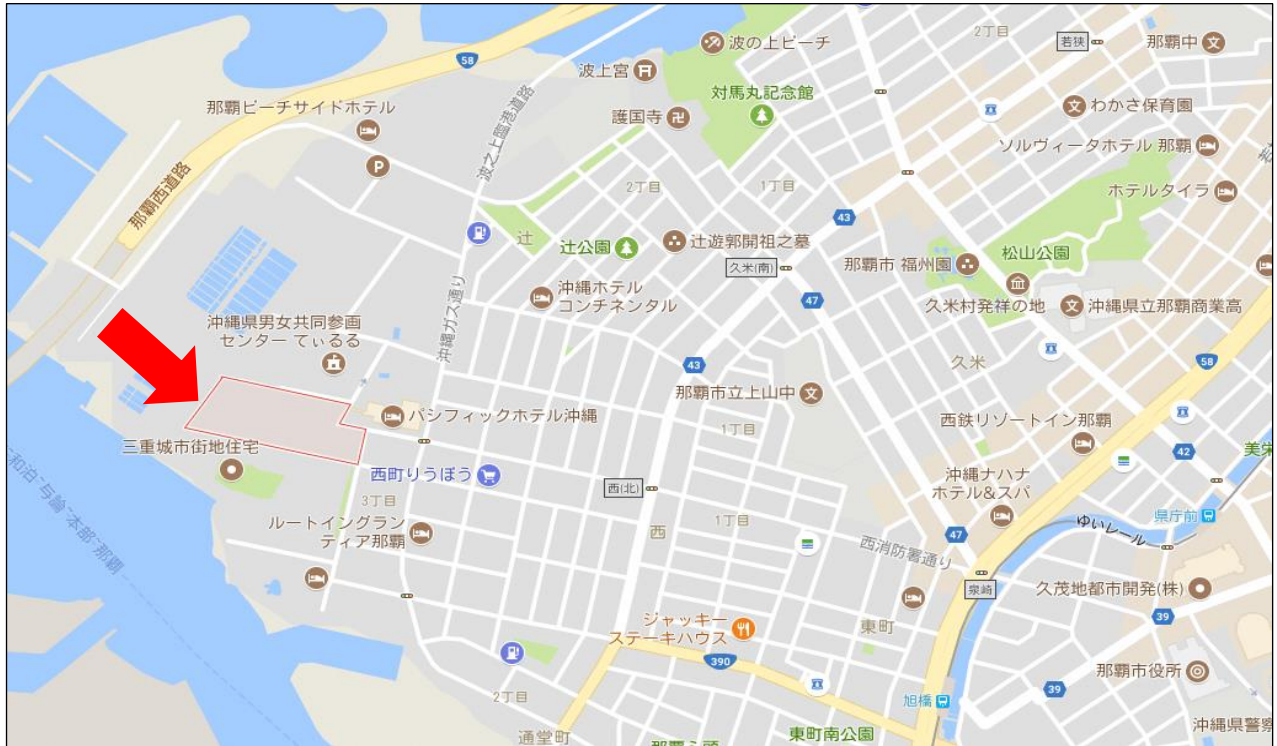 2丁目
若狭
那覇中
波の上ビーチ
58
波上宮
対馬丸記念館
那覇ビーチサイドホテル
護国寺
わかさ保育園
ソルヴィータホテル 那覇
波之上臨港道路
P
那覇西道路
2丁目
1丁目
ホテルタイラ
43
辻
辻公園
辻遊郭開祖之墓
久米(南)
那覇市 福州園
松山公園
沖縄ホテル
コンチネンタル
47
久米村発祥の地
沖縄県立那覇商業高
沖縄ガス通り
沖縄県男女共同参画
センター てぃるる
久米
58
43
那覇市立上山中
パシフィックホテル沖縄
1丁目
西鉄リゾートイン那覇
三重城市街地住宅
42
美栄
西町りうぼう
西(北)
沖縄ナハナ
ホテル&スパ
和泊·与論·本部·那覇
3丁目
ルートイングラン
ティア那覇
1丁目
西
西消防署通り
47
ゆいレール
県庁前
泉崎
久茂地都市開発(株)
39
ジャッキー
ステーキハウス
東町
390
那覇市役所
39
2丁目
旭橋
通堂町
東町南公園
沖縄県警察